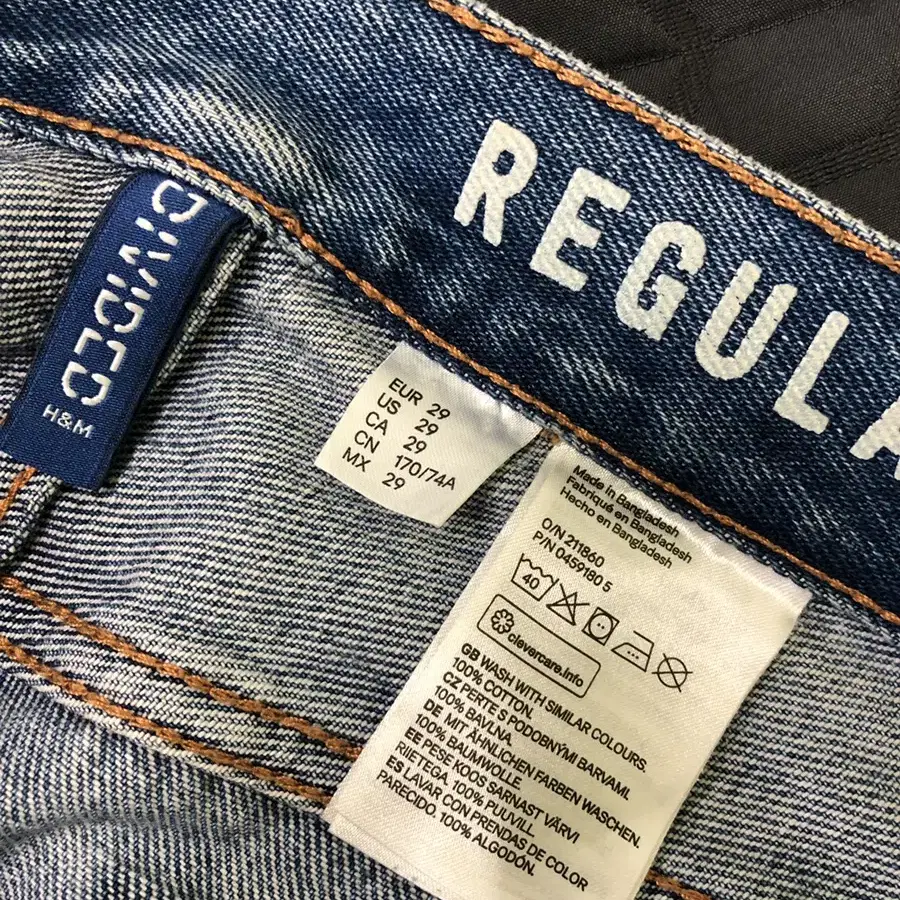 REGULA
DIVIDED
H&M
EUR 29
US 29
CA 29
CN 170/74A
MX 29
Made in Bangladesh
Fabriqué en Bangladesh
Hecho en Bangladesh
O/N 211860
P/N 0459180 5
40
clevercare.info
GB WASH WITH SIMILAR COLOURS.
100% COTTON.
CZ PERTE S PODOBNÝMI BARVAMI.
100% BAVLNA.
DE MIT ÄHNLICHEN FARBEN WASCHEN.
100% BAUMWOLLE.
EE PESE KOOS SARNAST VÄRVI
RIIETEGA. 100% PUUVILL.
ES LAVAR CON PRENDAS DE COLOR
PARECIDO. 100% ALGODÓN.